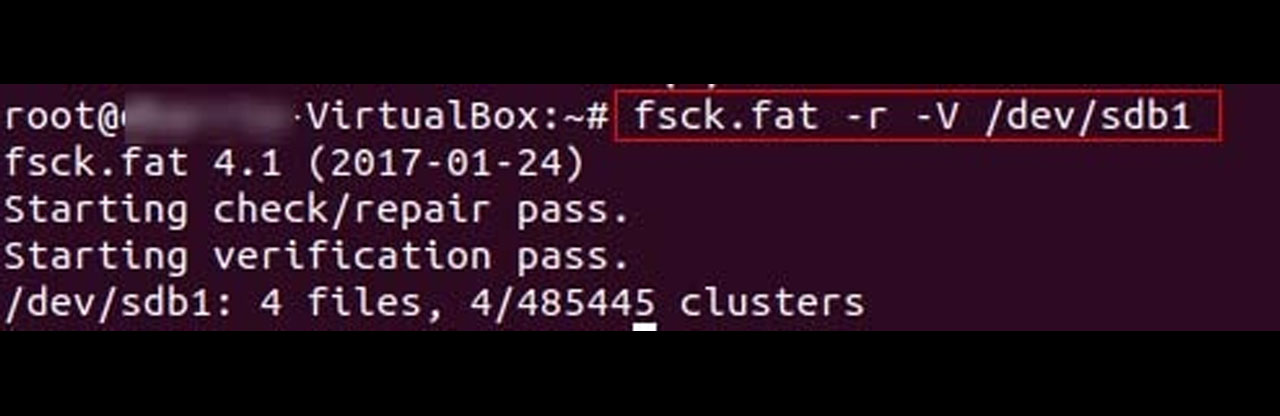 root@ -VirtualBox:~# fsck.fat -r -V /dev/sdb1
fsck.fat 4.1 (2017-01-24)
Starting check/repair pass.
Starting verification pass.
/dev/sdb1: 4 files, 4/485445 clusters